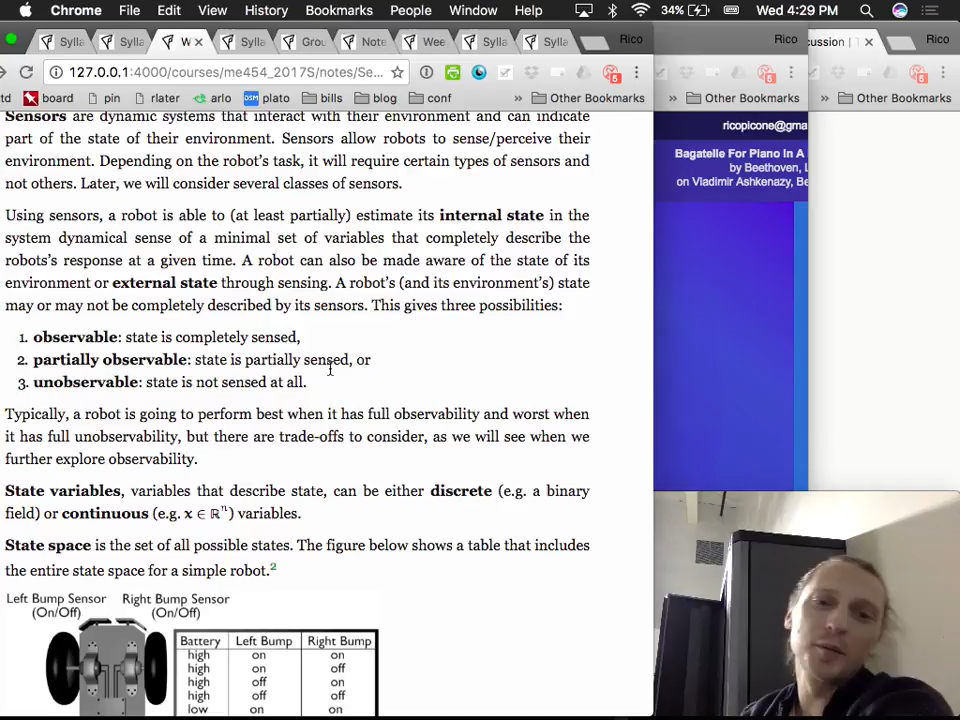 Chrome File Edit View History Bookmarks People Window Help 34% Wed 4:29 PM
Sylla Sylla W Sylla Grou Note Wee Sylla Sylla Rico Rico cussion | T Rico
127.0.0.1:4000/courses/me454_2017S/notes/Se...
td board pin rlater arlo plato bills blog conf » Other Bookmarks » Other Bookmarks » Other Bookmarks
Sensors are dynamic systems that interact with their environment and can indicate
part of the state of their environment. Sensors allow robots to sense/perceive their
environment. Depending on the robot's task, it will require certain types of sensors and
not others. Later, we will consider several classes of sensors.
Using sensors, a robot is able to (at least partially) estimate its internal state in the
system dynamical sense of a minimal set of variables that completely describe the
robots's response at a given time. A robot can also be made aware of the state of its
environment or external state through sensing. A robot's (and its environment's) state
may or may not be completely described by its sensors. This gives three possibilities:
1. observable: state is completely sensed,
2. partially observable: state is partially sensed, or
3. unobservable: state is not sensed at all.
Typically, a robot is going to perform best when it has full observability and worst when
it has full unobservability, but there are trade-offs to consider, as we will see when we
further explore observability.
State variables, variables that describe state, can be either discrete (e.g. a binary
field) or continuous (e.g. x ∈ ℝⁿ) variables.
State space is the set of all possible states. The figure below shows a table that includes
the entire state space for a simple robot.²
Left Bump Sensor Right Bump Sensor
(On/Off) (On/Off)
Battery Left Bump Right Bump
high on on
high on off
high off on
high off off
low on on
ricopicone@gma
Bagatelle For Piano In A
by Beethoven, L
on Vladimir Ashkenazy, Be